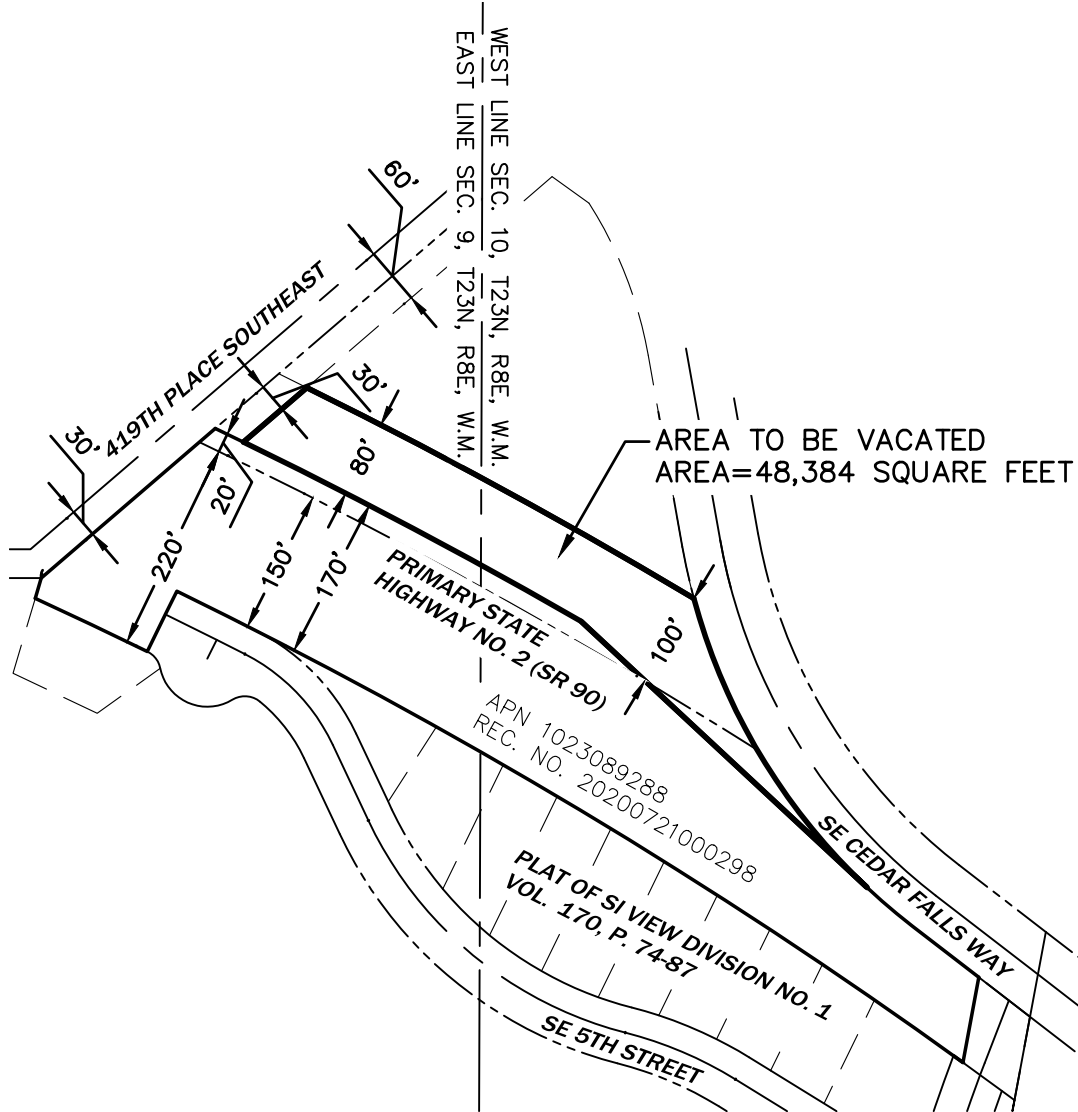 WEST LINE SEC. 10, T23N, R8E, W.M.
EAST LINE SEC. 9, T23N, R8E, W.M.
60'
419TH PLACE SOUTHEAST
30'
30'
80'
20'
220'
150'
170'
AREA TO BE VACATED
AREA=48,384 SQUARE FEET
PRIMARY STATE
HIGHWAY NO. 2 (SR 90)
100'
APN 1023089288
REC. NO. 20200721000298
SE CEDAR FALLS WAY
PLAT OF SI VIEW DIVISION NO. 1
VOL. 170, P. 74-87
SE 5TH STREET